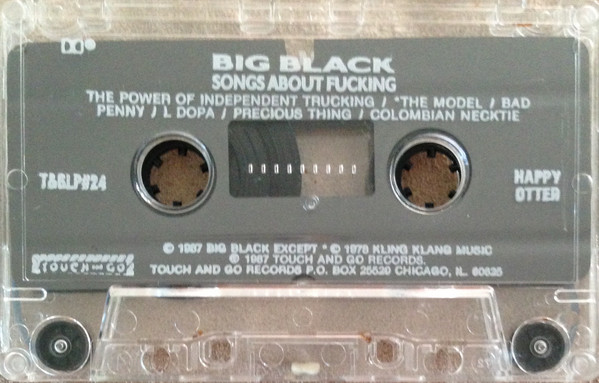 BIG BLACK
SONGS ABOUT FUCKING
THE POWER OF INDEPENDENT TRUCKING / *THE MODEL / BAD
PENNY / L DOPA / PRECIOUS THING / COLOMBIAN NECKTIE
T&GLP#24
HAPPY
OTTER
© 1987 BIG BLACK EXCEPT * © 1978 KLING KLANG MUSIC
℗ 1987 TOUCH AND GO RECORDS.
TOUCH AND GO RECORDS P.O. BOX 25520 CHICAGO, IL 60625
TOUCH AND GO